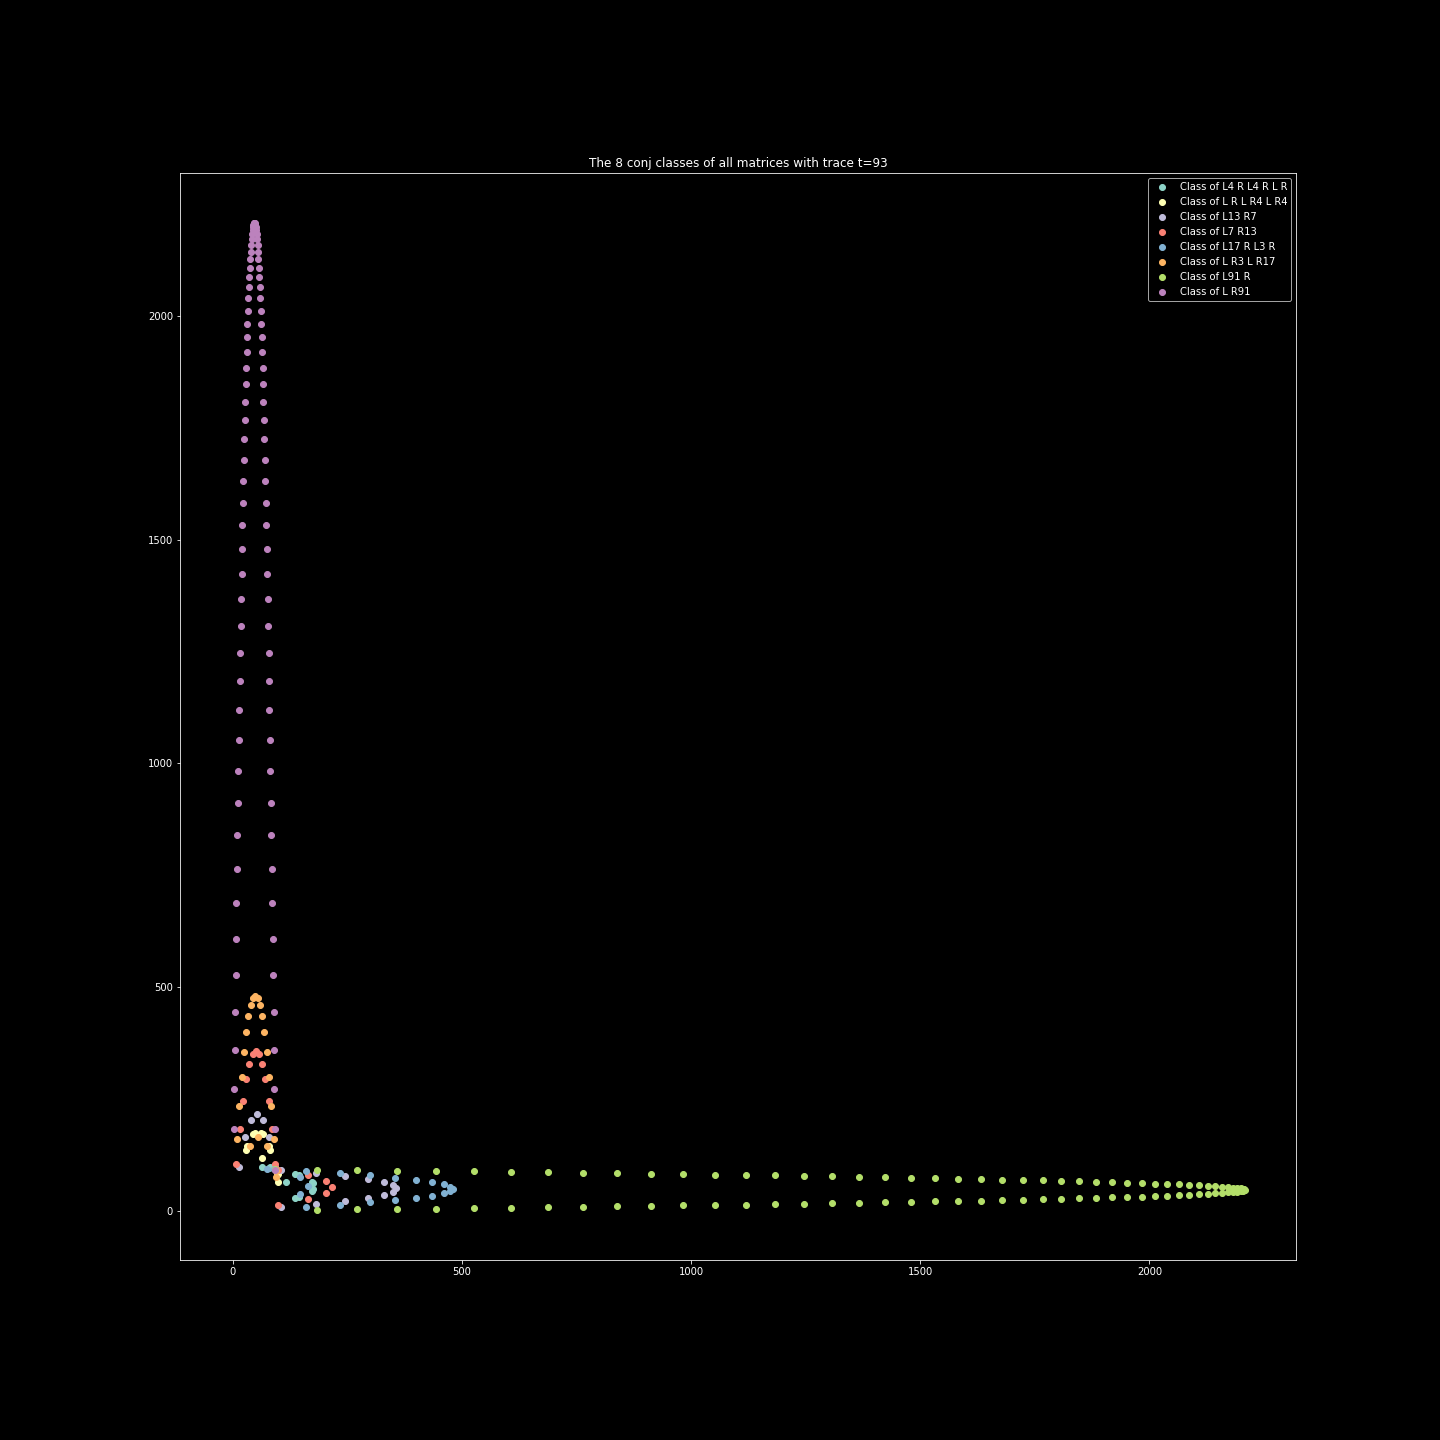 The 8 conj classes of all matrices with trace t=93
Class of L4 R L4 R L R
Class of L R L R4 L R4
Class of L13 R7
Class of L7 R13
Class of L17 R L3 R
Class of L R3 L R17
Class of L91 R
Class of L R91
2000
1500
1000
500
0
0 500 1000 1500 2000